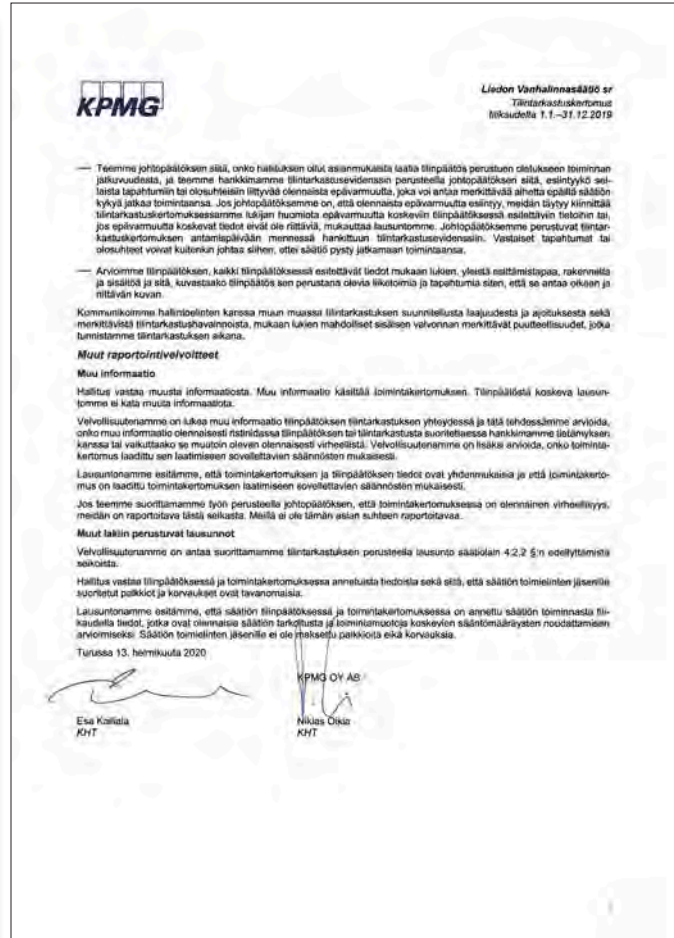 KPMG
Liedon Vanhalinnasäätiö sr
Tilintarkastuskertomus
tilikaudelta 1.1.–31.12.2019
— Teemme johtopäätöksen siitä, onko hallituksen ollut asianmukaista laatia tilinpäätös perustuen oletukseen toiminnan
jatkuvuudesta, ja teemme hankkimamme tilintarkastusevidenssin perusteella johtopäätöksen siitä, esiintyykö sel-
laista tapahtumiin tai olosuhteisiin liittyvää olennaista epävarmuutta, joka voi antaa merkittävää aihetta epäillä säätiön
kykyä jatkaa toimintaansa. Jos johtopäätöksemme on, että olennaista epävarmuutta esiintyy, meidän täytyy kiinnittää
tilintarkastuskertomuksessamme lukijan huomiota epävarmuutta koskeviin tilinpäätöksessä esitettäviin tietoihin tai,
jos epävarmuutta koskevat tiedot eivät ole riittäviä, mukauttaa lausuntomme. Johtopäätöksemme perustuvat tilintar-
kastuskertomuksen antamispäivään mennessä hankittuun tilintarkastusevidenssiin. Vastaiset tapahtumat tai
olosuhteet voivat kuitenkin johtaa siihen, ettei säätiö pysty jatkamaan toimintaansa.
— Arvioimme tilinpäätöksen, kaikki tilinpäätöksessä esitettävät tiedot mukaan lukien, yleistä esittämistapaa, rakennetta
ja sisältöä ja sitä, kuvastaako tilinpäätös sen perustana olevia liiketoimia ja tapahtumia siten, että se antaa oikean ja
riittävän kuvan.
Kommunikoimme hallintoelinten kanssa muun muassa tilintarkastuksen suunnitellusta laajuudesta ja ajoituksesta sekä
merkittävistä tilintarkastushavainnoista, mukaan lukien mahdolliset sisäisen valvonnan merkittävät puutteellisuudet, jotka
tunnistamme tilintarkastuksen aikana.
Muut raportointivelvoitteet
Muu informaatio
Hallitus vastaa muusta informaatiosta. Muu informaatio käsittää toimintakertomuksen. Tilinpäätöstä koskeva lausun-
tomme ei kata muuta informaatiota.
Velvollisuutenamme on lukea muu informaatio tilinpäätöksen tilintarkastuksen yhteydessä ja tätä tehdessämme arvioida,
onko muu informaatio olennaisesti ristiriidassa tilinpäätöksen tai tilintarkastusta suoritettaessa hankkimamme tietämyksen
kanssa tai vaikuttaako se muutoin olevan olennaisesti virheellistä. Velvollisuutenamme on lisäksi arvioida, onko toiminta-
kertomus laadittu sen laatimiseen sovellettavien säännösten mukaisesti.
Lausuntonamme esitämme, että toimintakertomuksen ja tilinpäätöksen tiedot ovat yhdenmukaisia ja että toimintakerto-
mus on laadittu toimintakertomuksen laatimiseen sovellettavien säännösten mukaisesti.
Jos teemme suorittamamme työn perusteella johtopäätöksen, että toimintakertomuksessa on olennainen virheellisyys,
meidän on raportoitava tästä seikasta. Meillä ei ole tämän asian suhteen raportoitavaa.
Muut lakiin perustuvat lausunnot
Velvollisuutenamme on antaa suorittamamme tilintarkastuksen perusteella lausunto säätiölain 4:2.2 §:n edellyttämistä
seikoista.
Hallitus vastaa tilinpäätöksessä ja toimintakertomuksessa annetuista tiedoista sekä siitä, että säätiön toimielinten jäsenille
suoritetut palkkiot ja korvaukset ovat tavanomaisia.
Lausuntonamme esitämme, että säätiön tilinpäätöksessä ja toimintakertomuksessa on annettu säätiön toiminnasta tili-
kaudella tiedot, jotka ovat olennaisia säätiön tarkoitusta ja toimintamuotoja koskevien sääntömääräysten noudattamisen
arvioimiseksi. Säätiön toimielinten jäsenille ei ole maksettu palkkioita eikä korvauksia.
Turussa 13. helmikuuta 2020
KPMG OY AB
Esa Kailiala
KHT
Niklas Oikia
KHT